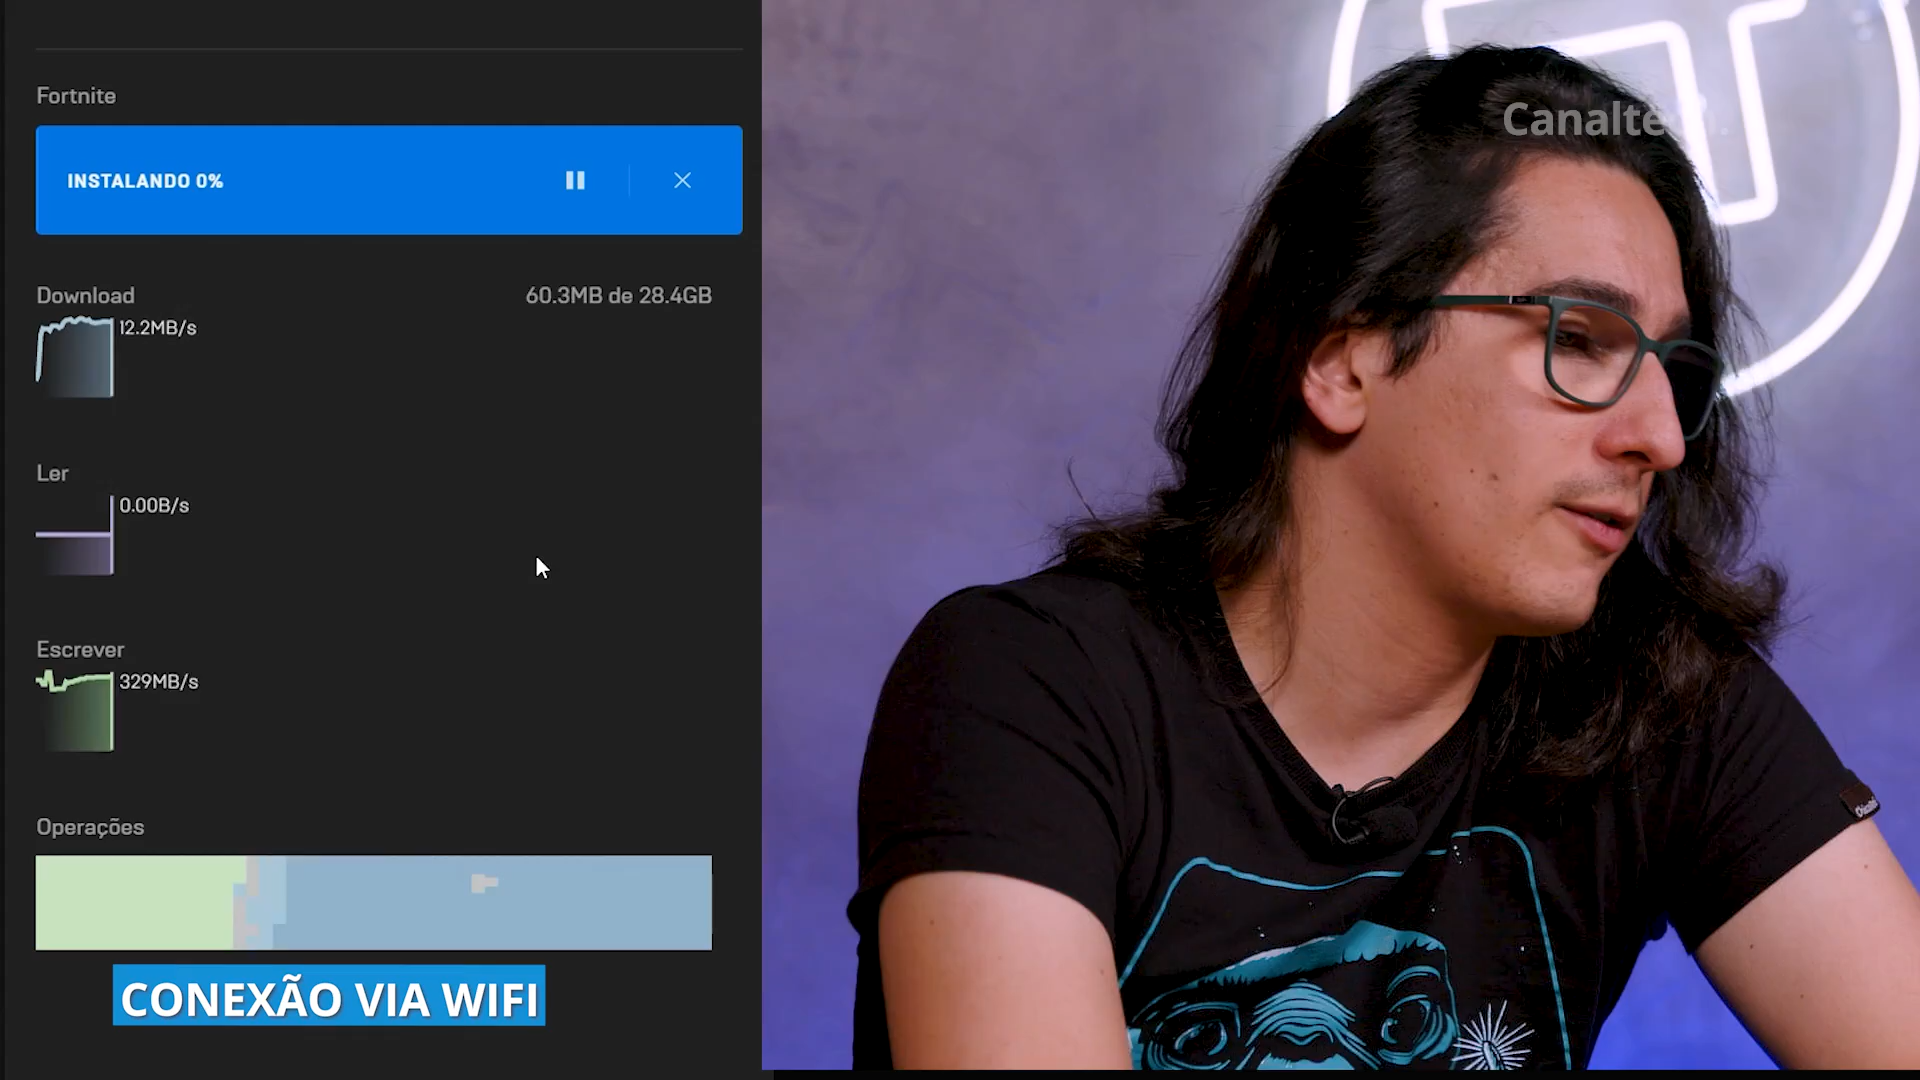 Fortnite
INSTALANDO 0%
Download
60.3MB de 28.4GB
12.2MB/s
Ler
0.00B/s
Escrever
329MB/s
Operações
CONEXÃO VIA WIFI
Canaltech.